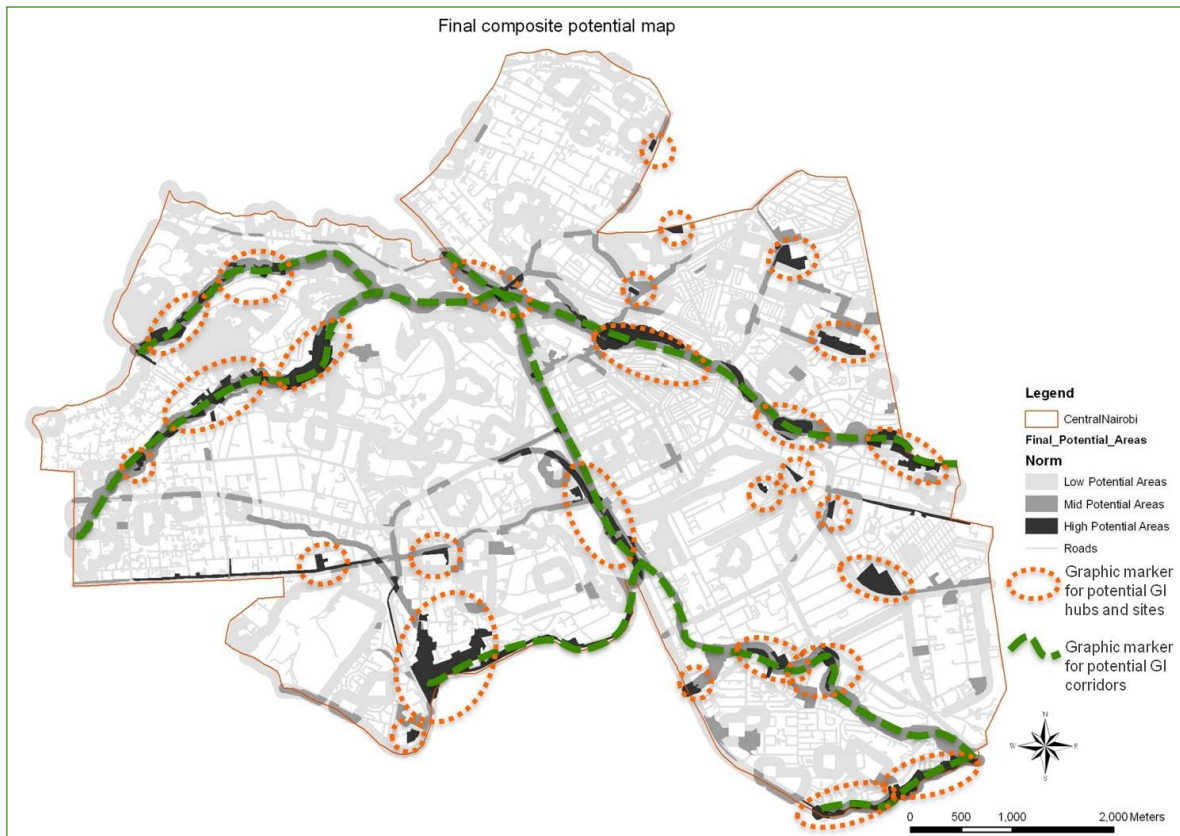 Final composite potential map
Legend
CentralNairobi
Final_Potential_Areas
Norm
Low Potential Areas
Mid Potential Areas
High Potential Areas
Roads
Graphic marker
for potential GI
hubs and sites
Graphic marker
for potential GI
corridors
N
W E
S
0 500 1,000 2,000 Meters